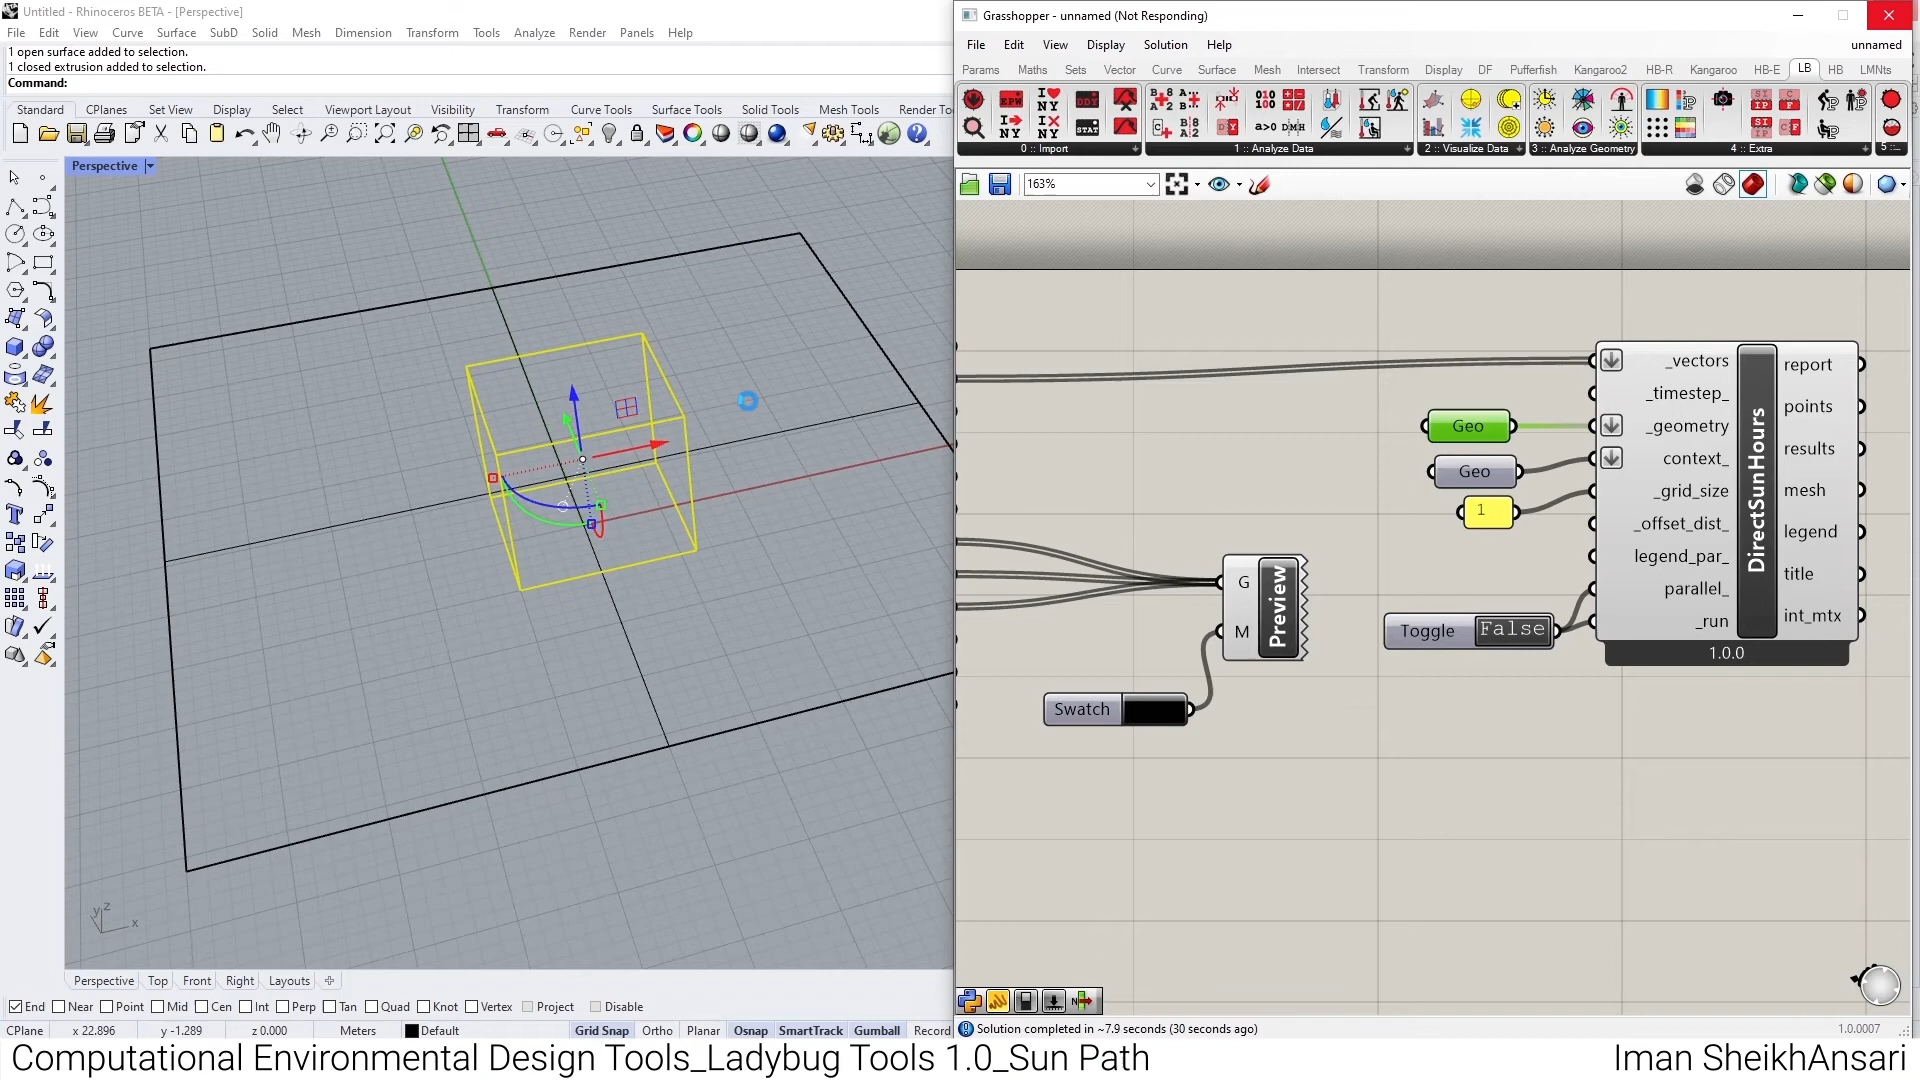 Untitled - Rhinoceros BETA - [Perspective]
File Edit View Curve Surface SubD Solid Mesh Dimension Transform Tools Analyze Render Panels Help
1 open surface added to selection.
1 closed extrusion added to selection.
Command:
Standard CPlanes Set View Display Select Viewport Layout Visibility Transform Curve Tools Surface Tools Solid Tools Mesh Tools Render To
Perspective
y z x
Perspective Top Front Right Layouts
End Near Point Mid Cen Int Perp Tan Quad Knot Vertex Project Disable
CPlane x 22.896 y -1.289 z 0.000 Meters Default Grid Snap Ortho Planar Osnap SmartTrack Gumball Record
Grasshopper - unnamed (Not Responding)
File Edit View Display Solution Help unnamed
Params Maths Sets Vector Curve Surface Mesh Intersect Transform Display DF Pufferfish Kangaroo2 HB-R Kangaroo HB-E LB HB LMNts
0 :: Import 1 :: Analyze Data 2 :: Visualize Data 3 :: Analyze Geometry 4 :: Extra 5 ::
163%
_vectors
_timestep_
_geometry
context_
_grid_size
_offset_dist_
legend_par_
parallel_
_run
DirectSunHours
report
points
results
mesh
legend
title
int_mtx
1.0.0
Geo
Geo
1
Toggle False
G
M
Preview
Swatch
Solution completed in ~7.9 seconds (30 seconds ago) 1.0.0007
Computational Environmental Design Tools_Ladybug Tools 1.0_Sun Path Iman SheikhAnsari